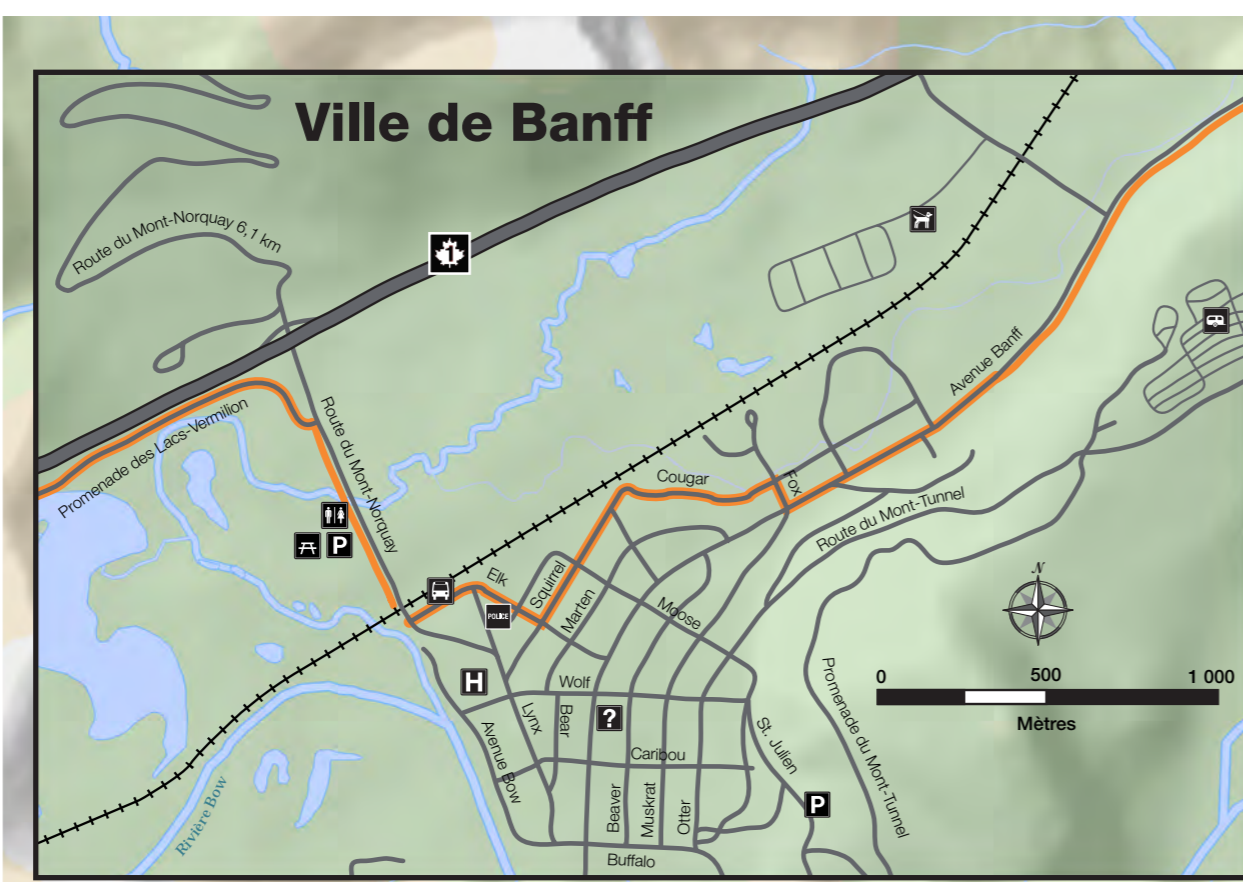 Ville de Banff
Route du Mont-Norquay 6,1 km
1
Promenade des Lacs-Vermilion
Route du Mont-Norquay
Avenue Banff
Cougar
Fox
Route du Mont-Tunnel
P
Elk
Squirrel
POLICE
Marten
Moose
N
0 500 1 000
Mètres
H
Wolf
?
Lynx
Bear
Avenue Bow
Caribou
St. Julien
Promenade du Mont-Tunnel
Rivière Bow
Beaver
Muskrat
Otter
P
Buffalo